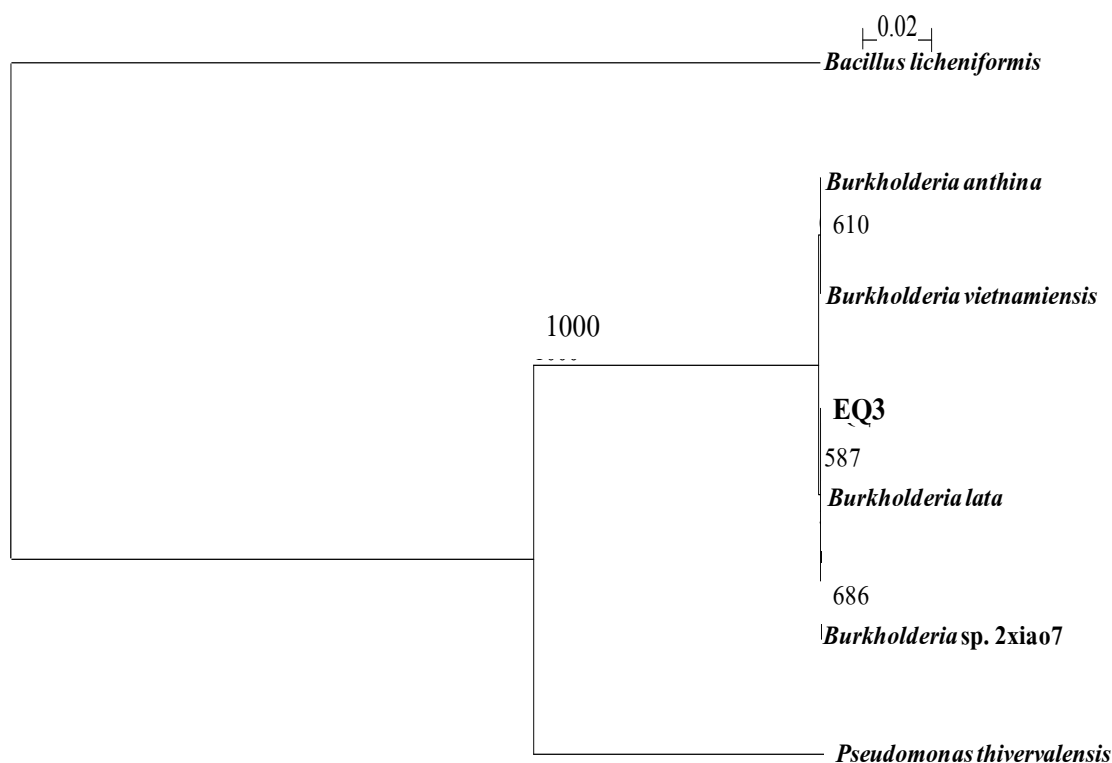 0.02
Bacillus licheniformis
Burkholderia anthina
610
Burkholderia vietnamiensis
1000
EQ3
587
Burkholderia lata
686
Burkholderia sp. 2xiao7
Pseudomonas thivervalensis